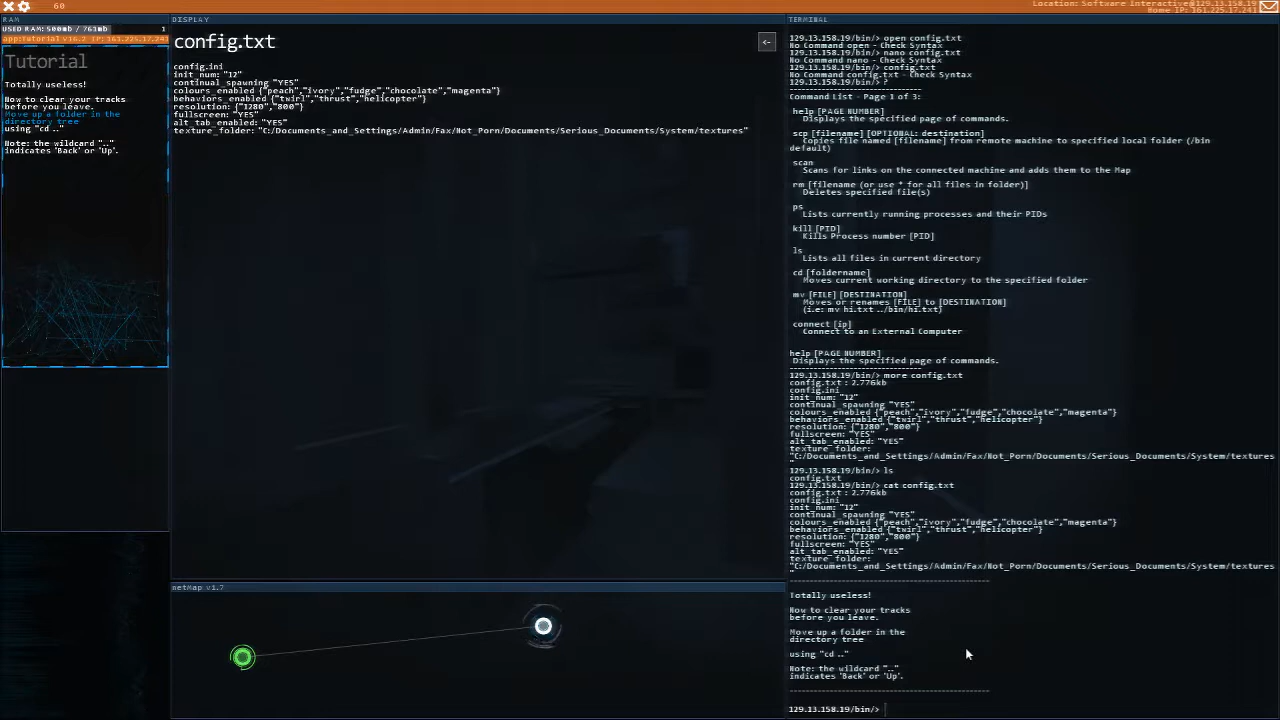 60
Location: Software Interactive@129.13.158.19
Home IP: 161.225.17.241
RAM
USED RAM: 500mb / 761mb
1
app:Tutorial v16.2 IP:161.225.17.241
Tutorial
Totally useless!
Now to clear your tracks
before you leave.
Move up a folder in the
directory tree
using "cd .."
Note: the wildcard ".."
indicates 'Back' or 'Up'.
DISPLAY
config.txt
<-
config.ini
init_num: "12"
continual_spawning "YES"
colours_enabled {"peach","ivory","fudge","chocolate","magenta"}
behaviors_enabled {"twirl","thrust","helicopter"}
resolution: {"1280","800"}
fullscreen: "YES"
alt_tab_enabled: "YES"
texture_folder: "C:/Documents_and_Settings/Admin/Fax/Not_Porn/Documents/Serious_Documents/System/textures"
netMap v1.7
TERMINAL
129.13.158.19/bin/> open config.txt
No Command open - Check Syntax
129.13.158.19/bin/> nano config.txt
No Command nano - Check Syntax
129.13.158.19/bin/> config.txt
No Command config.txt - Check Syntax
129.13.158.19/bin/> ?
---------------------------------
Command List - Page 1 of 3:
help [PAGE NUMBER]
Displays the specified page of commands.
scp [filename] [OPTIONAL: destination]
Copies file named [filename] from remote machine to specified local folder (/bin
default)
scan
Scans for links on the connected machine and adds them to the Map
rm [filename (or use * for all files in folder)]
Deletes specified file(s)
ps
Lists currently running processes and their PIDs
kill [PID]
Kills Process number [PID]
ls
Lists all files in current directory
cd [foldername]
Moves current working directory to the specified folder
mv [FILE] [DESTINATION]
Moves or renames [FILE] to [DESTINATION]
(i.e: mv hi.txt ../bin/hi.txt)
connect [ip]
Connect to an External Computer
help [PAGE NUMBER]
Displays the specified page of commands.
---------------------------------
129.13.158.19/bin/> more config.txt
config.txt : 2.776kb
config.ini
init_num: "12"
continual_spawning "YES"
colours_enabled {"peach","ivory","fudge","chocolate","magenta"}
behaviors_enabled {"twirl","thrust","helicopter"}
resolution: {"1280","800"}
fullscreen: "YES"
alt_tab_enabled: "YES"
texture_folder:
"C:/Documents_and_Settings/Admin/Fax/Not_Porn/Documents/Serious_Documents/System/textures
"
129.13.158.19/bin/> ls
config.txt
129.13.158.19/bin/> cat config.txt
config.txt : 2.776kb
config.ini
init_num: "12"
continual_spawning "YES"
colours_enabled {"peach","ivory","fudge","chocolate","magenta"}
behaviors_enabled {"twirl","thrust","helicopter"}
resolution: {"1280","800"}
fullscreen: "YES"
alt_tab_enabled: "YES"
texture_folder:
"C:/Documents_and_Settings/Admin/Fax/Not_Porn/Documents/Serious_Documents/System/textures
"
--------------------------------------------------
Totally useless!
Now to clear your tracks
before you leave.
Move up a folder in the
directory tree
using "cd .."
Note: the wildcard ".."
indicates 'Back' or 'Up'.
--------------------------------------------------
129.13.158.19/bin/>